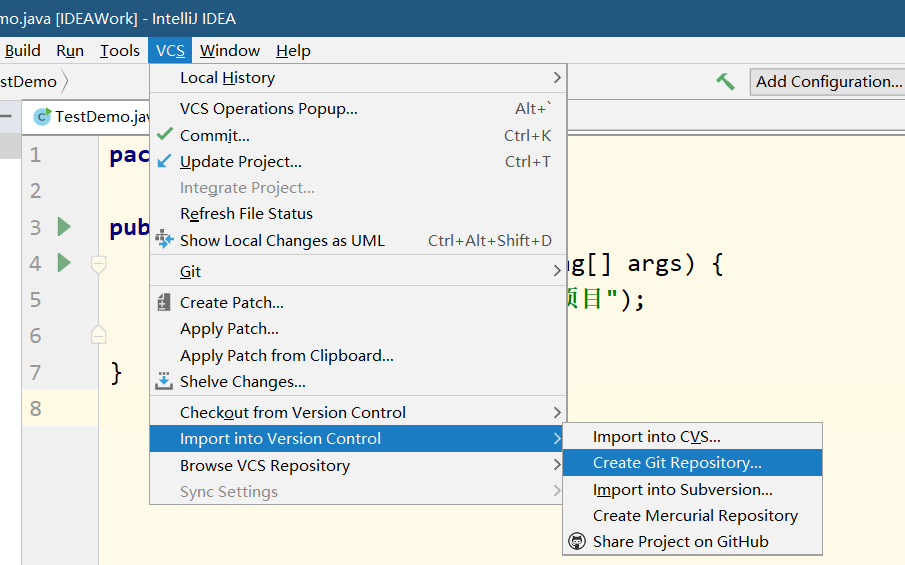 mo.java [IDEAWork] - IntelliJ IDEA
Build Run Tools VCS Window Help
stDemo Add Configuration...
TestDemo.jav
Local History
VCS Operations Popup... Alt+`
Commit... Ctrl+K
Update Project... Ctrl+T
Integrate Project...
Refresh File Status
Show Local Changes as UML Ctrl+Alt+Shift+D
Git
Create Patch...
Apply Patch...
Apply Patch from Clipboard...
Shelve Changes...
Checkout from Version Control
Import into Version Control
Browse VCS Repository
Sync Settings
Import into CVS...
Create Git Repository...
Import into Subversion...
Create Mercurial Repository
Share Project on GitHub
1 pac
2
3 pub
4 ng[] args) {
5 项目");
6
7 }
8